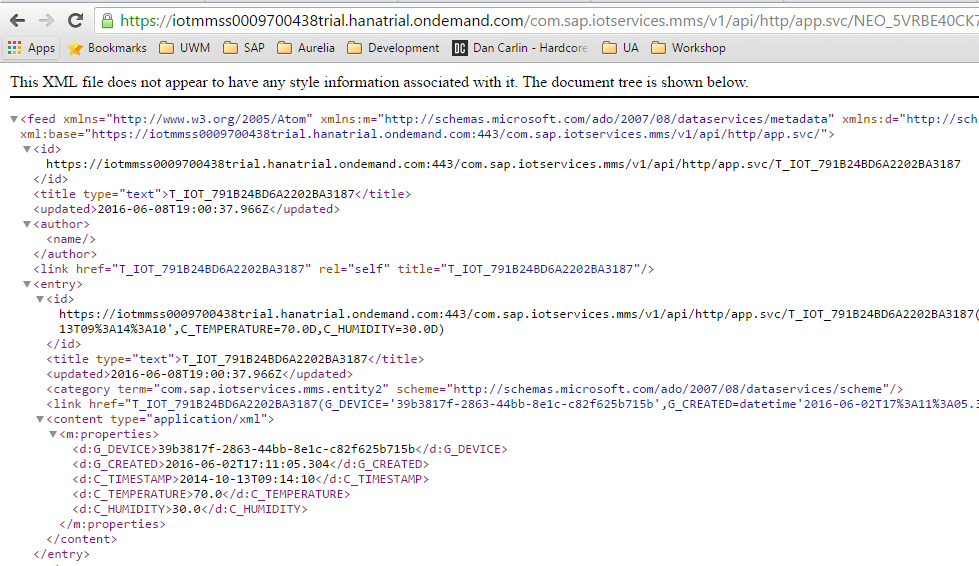 https://iotmmss0009700438trial.hanatrial.ondemand.com/com.sap.iotservices.mms/v1/api/http/app.svc/NEO_5VRBE40CK7
Apps Bookmarks UWM SAP Aurelia Development DC Dan Carlin - Hardcore UA Workshop
This XML file does not appear to have any style information associated with it. The document tree is shown below.
<feed xmlns="http://www.w3.org/2005/Atom" xmlns:m="http://schemas.microsoft.com/ado/2007/08/dataservices/metadata" xmlns:d="http://sche
xml:base="https://iotmmss0009700438trial.hanatrial.ondemand.com:443/com.sap.iotservices.mms/v1/api/http/app.svc/">
<id>
https://iotmmss0009700438trial.hanatrial.ondemand.com:443/com.sap.iotservices.mms/v1/api/http/app.svc/T_IOT_791B24BD6A2202BA3187
</id>
<title type="text">T_IOT_791B24BD6A2202BA3187</title>
<updated>2016-06-08T19:00:37.966Z</updated>
<author>
<name/>
</author>
<link href="T_IOT_791B24BD6A2202BA3187" rel="self" title="T_IOT_791B24BD6A2202BA3187"/>
<entry>
<id>
https://iotmmss0009700438trial.hanatrial.ondemand.com:443/com.sap.iotservices.mms/v1/api/http/app.svc/T_IOT_791B24BD6A2202BA3187(
13T09%3A14%3A10',C_TEMPERATURE=70.0D,C_HUMIDITY=30.0D)
</id>
<title type="text">T_IOT_791B24BD6A2202BA3187</title>
<updated>2016-06-08T19:00:37.966Z</updated>
<category term="com.sap.iotservices.mms.entity2" scheme="http://schemas.microsoft.com/ado/2007/08/dataservices/scheme"/>
<link href="T_IOT_791B24BD6A2202BA3187(G_DEVICE='39b3817f-2863-44bb-8e1c-c82f625b715b',G_CREATED=datetime'2016-06-02T17%3A11%3A05.3
<content type="application/xml">
<m:properties>
<d:G_DEVICE>39b3817f-2863-44bb-8e1c-c82f625b715b</d:G_DEVICE>
<d:G_CREATED>2016-06-02T17:11:05.304</d:G_CREATED>
<d:C_TIMESTAMP>2014-10-13T09:14:10</d:C_TIMESTAMP>
<d:C_TEMPERATURE>70.0</d:C_TEMPERATURE>
<d:C_HUMIDITY>30.0</d:C_HUMIDITY>
</m:properties>
</content>
</entry>